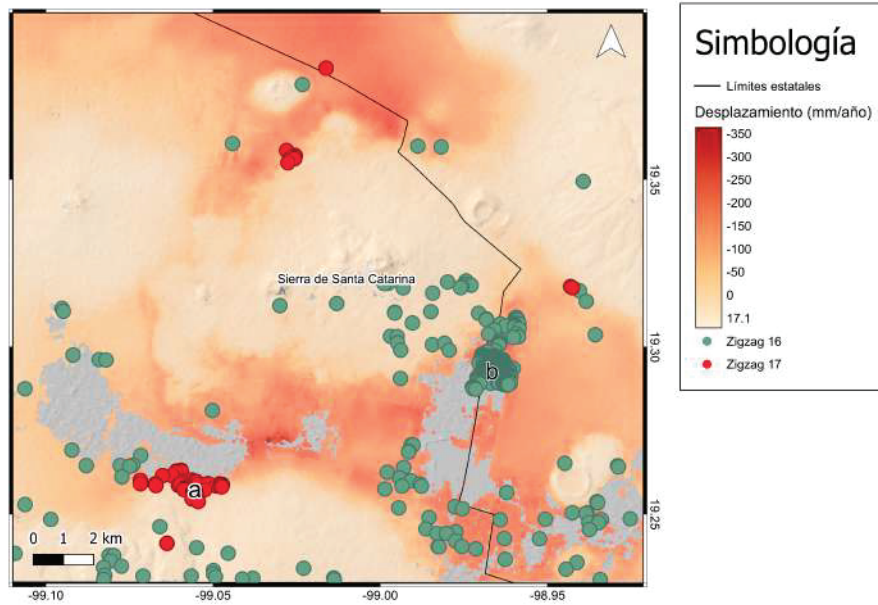 Simbología
Límites estatales
Desplazamiento (mm/año)
-350
-300
-250
-200
-150
-100
-50
0
17.1
Zigzag 16
Zigzag 17
Sierra de Santa Catarina
a
b
0 1 2 km
19.35
19.30
19.25
-99.10 -99.05 -99.00 -98.95